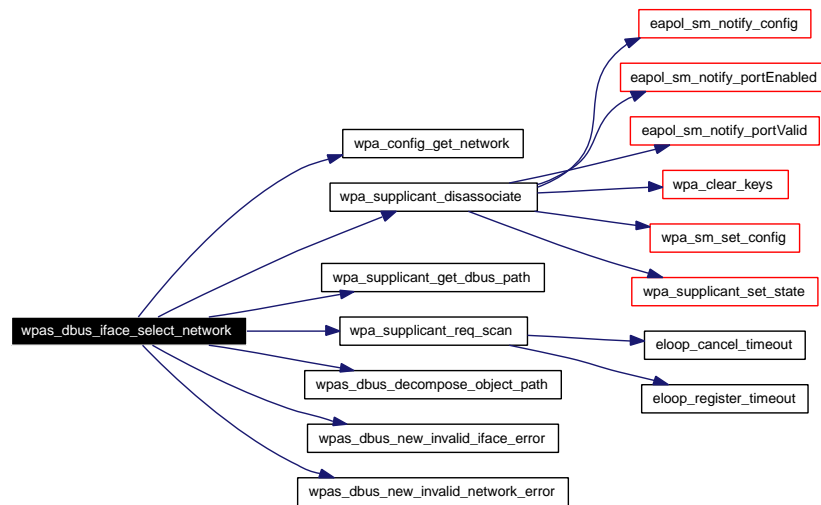 eapol_sm_notify_config
eapol_sm_notify_portEnabled
eapol_sm_notify_portValid
wpa_config_get_network
wpa_clear_keys
wpa_supplicant_disassociate
wpa_sm_set_config
wpa_supplicant_get_dbus_path
wpa_supplicant_set_state
wpas_dbus_iface_select_network
wpa_supplicant_req_scan
eloop_cancel_timeout
wpas_dbus_decompose_object_path
eloop_register_timeout
wpas_dbus_new_invalid_iface_error
wpas_dbus_new_invalid_network_error